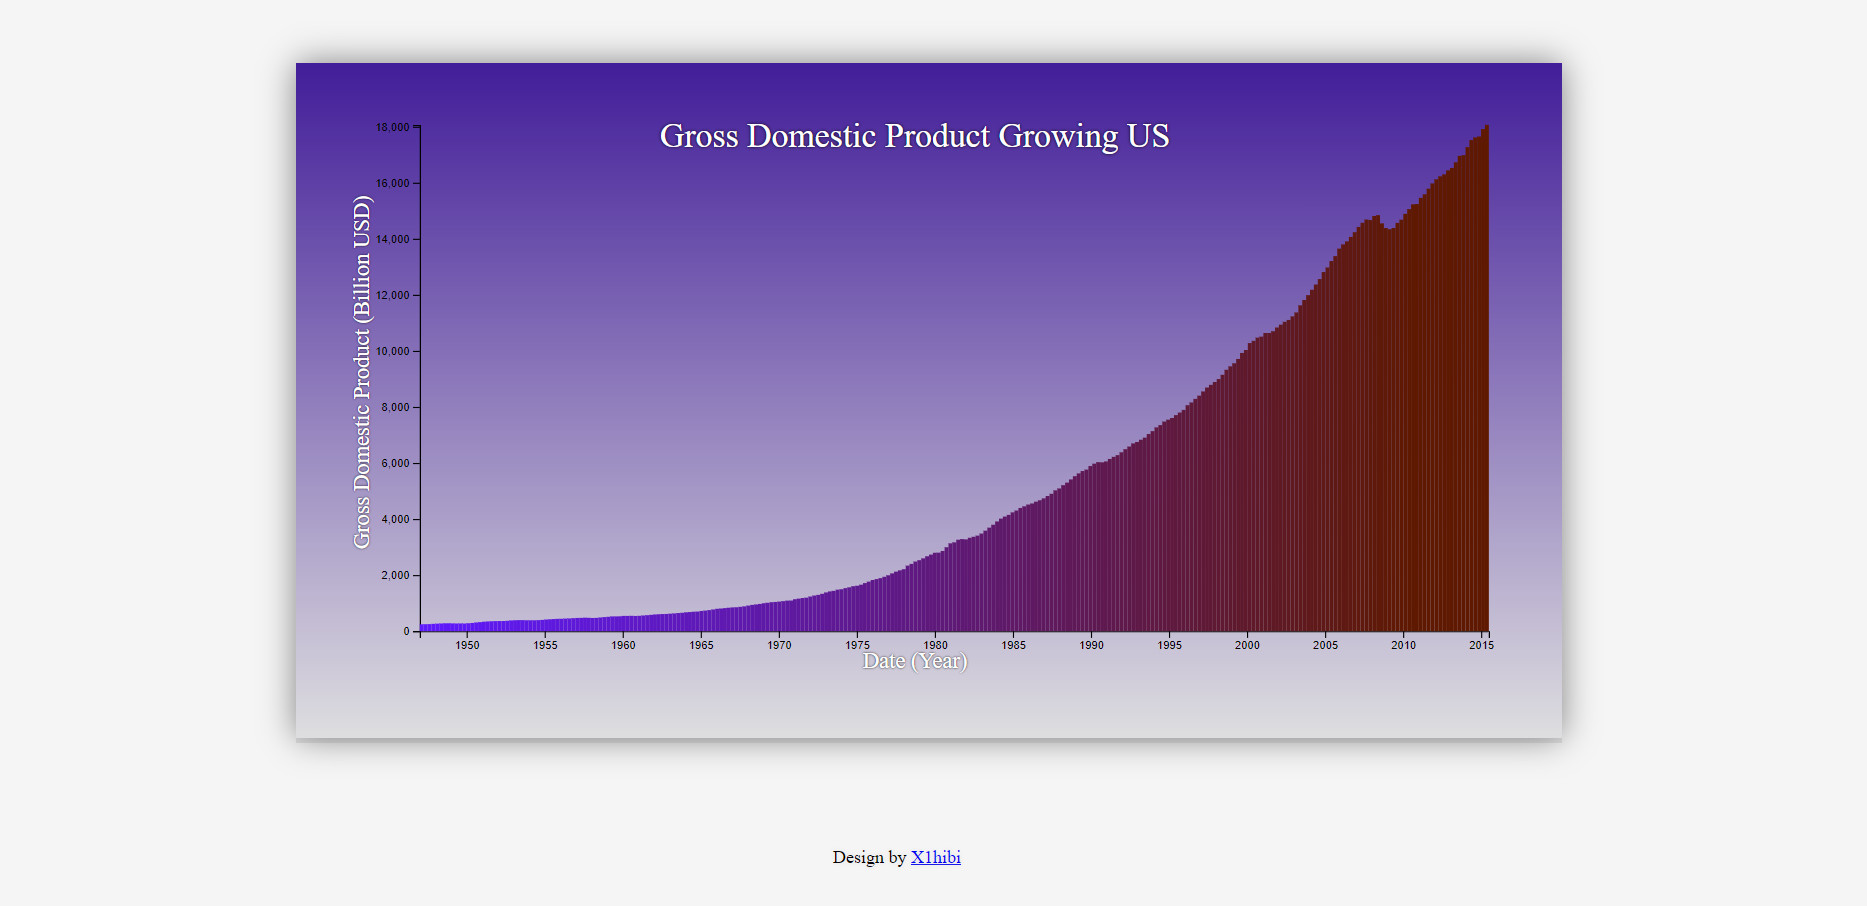 Gross Domestic Product Growing US
Gross Domestic Product (Billion USD)
18,000
16,000
14,000
12,000
10,000
8,000
6,000
4,000
2,000
0
1950 1955 1960 1965 1970 1975 1980 1985 1990 1995 2000 2005 2010 2015
Date (Year)
Design by X1hibi